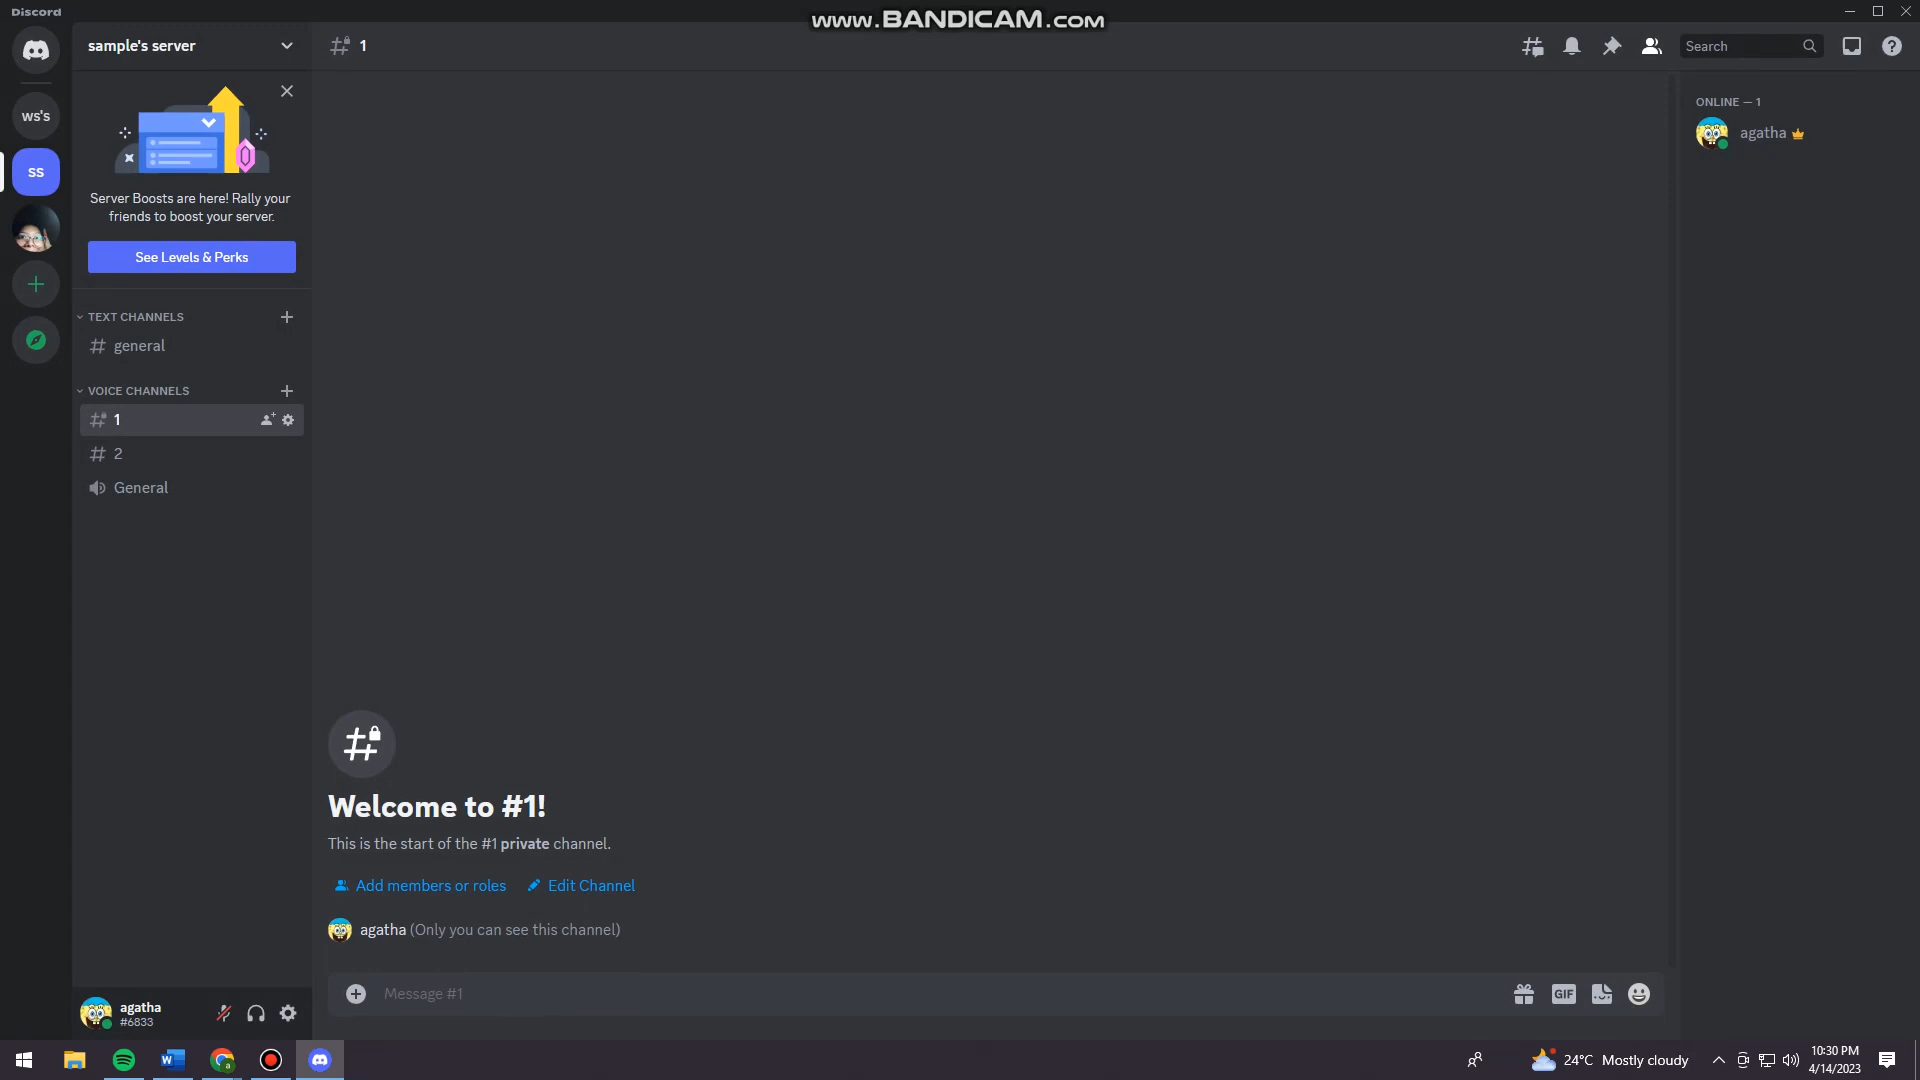 Discord
www.BANDICAM.com
sample's server
1
Search
ws's
ss
Server Boosts are here! Rally your
friends to boost your server.
See Levels & Perks
TEXT CHANNELS
general
VOICE CHANNELS
1
2
General
ONLINE — 1
agatha
Welcome to #1!
This is the start of the #1 private channel.
Add members or roles
Edit Channel
agatha (Only you can see this channel)
Message #1
GIF
agatha
#6833
24°C Mostly cloudy
10:30 PM
4/14/2023